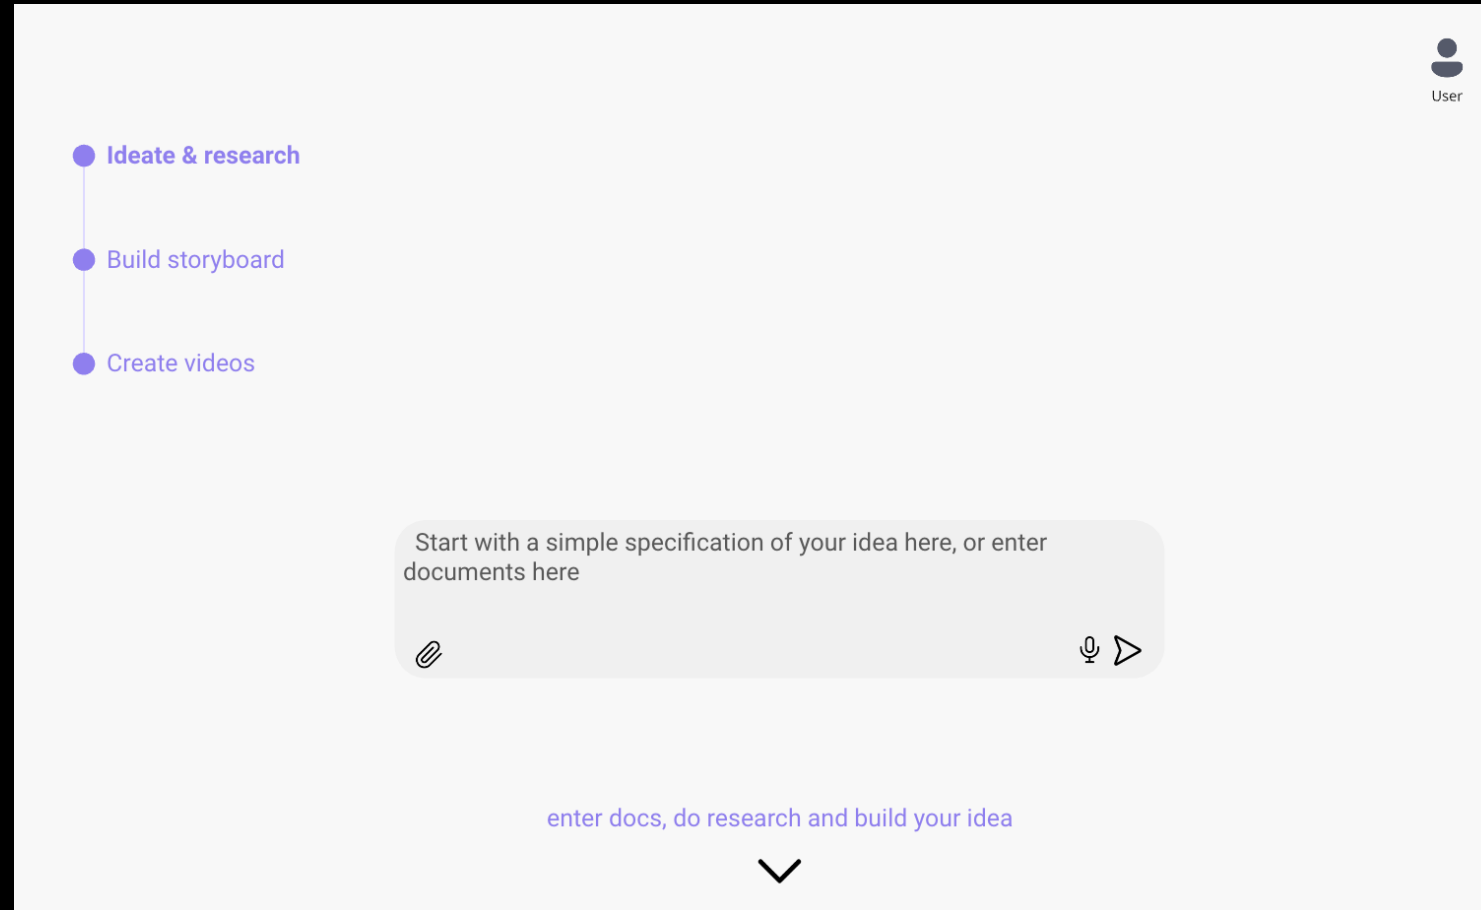 User
Ideate & research
Build storyboard
Create videos
Start with a simple specification of your idea here, or enter
documents here
enter docs, do research and build your idea